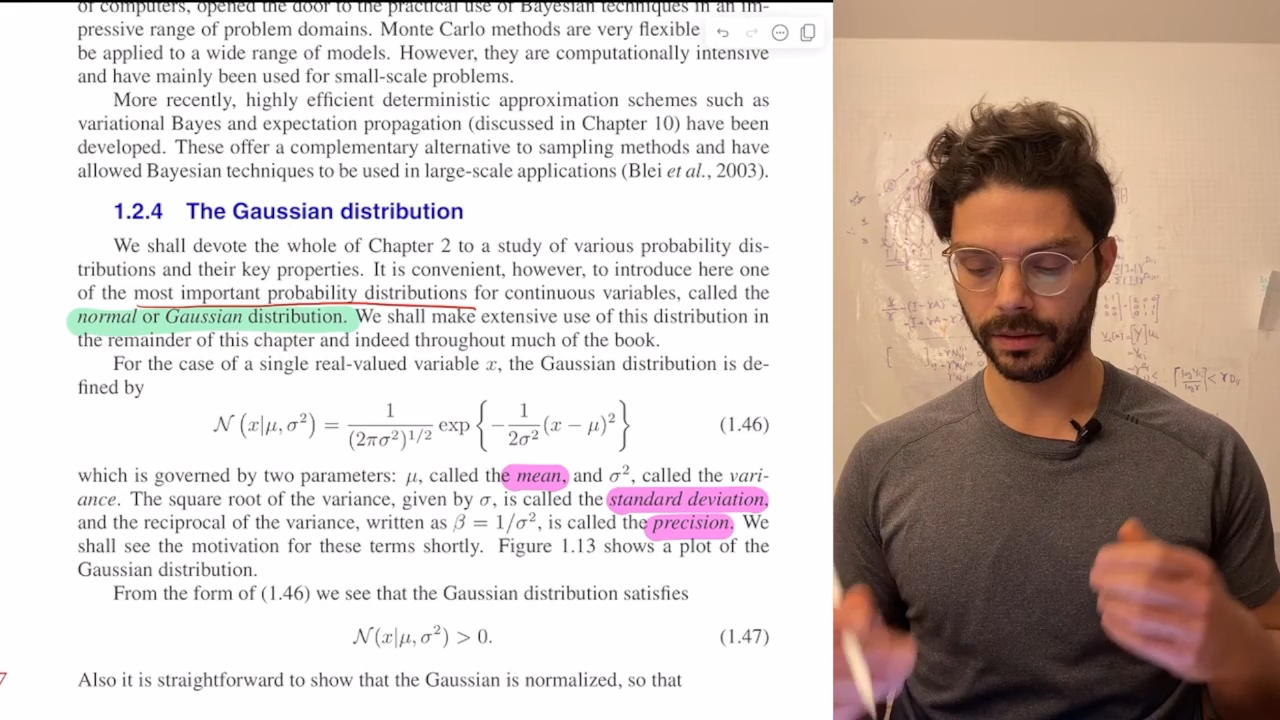 of computers, opened the door to the practical use of Bayesian techniques in an im-
pressive range of problem domains. Monte Carlo methods are very flexible
be applied to a wide range of models. However, they are computationally intensive
and have mainly been used for small-scale problems.
More recently, highly efficient deterministic approximation schemes such as
variational Bayes and expectation propagation (discussed in Chapter 10) have been
developed. These offer a complementary alternative to sampling methods and have
allowed Bayesian techniques to be used in large-scale applications (Blei et al., 2003).
1.2.4 The Gaussian distribution
We shall devote the whole of Chapter 2 to a study of various probability dis-
tributions and their key properties. It is convenient, however, to introduce here one
of the most important probability distributions for continuous variables, called the
normal or Gaussian distribution. We shall make extensive use of this distribution in
the remainder of this chapter and indeed throughout much of the book.
For the case of a single real-valued variable x, the Gaussian distribution is de-
fined by
𝒩(x|μ, σ²) = 1/(2πσ²)^{1/2} exp{−1/(2σ²) (x − μ)²} (1.46)
which is governed by two parameters: μ, called the mean, and σ², called the vari-
ance. The square root of the variance, given by σ, is called the standard deviation,
and the reciprocal of the variance, written as β = 1/σ², is called the precision. We
shall see the motivation for these terms shortly. Figure 1.13 shows a plot of the
Gaussian distribution.
From the form of (1.46) we see that the Gaussian distribution satisfies
𝒩(x|μ, σ²) > 0. (1.47)
Also it is straightforward to show that the Gaussian is normalized, so that